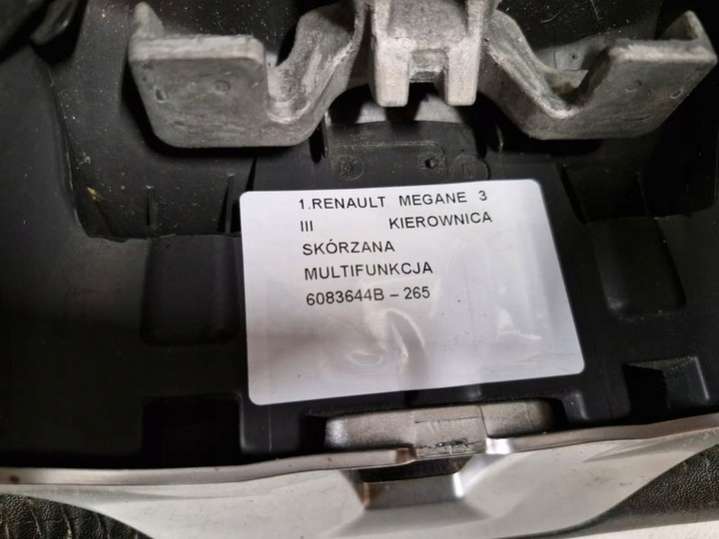 1.RENAULT MEGANE 3
III KIEROWNICA
SKÓRZANA
MULTIFUNKCJA
6083644B – 265